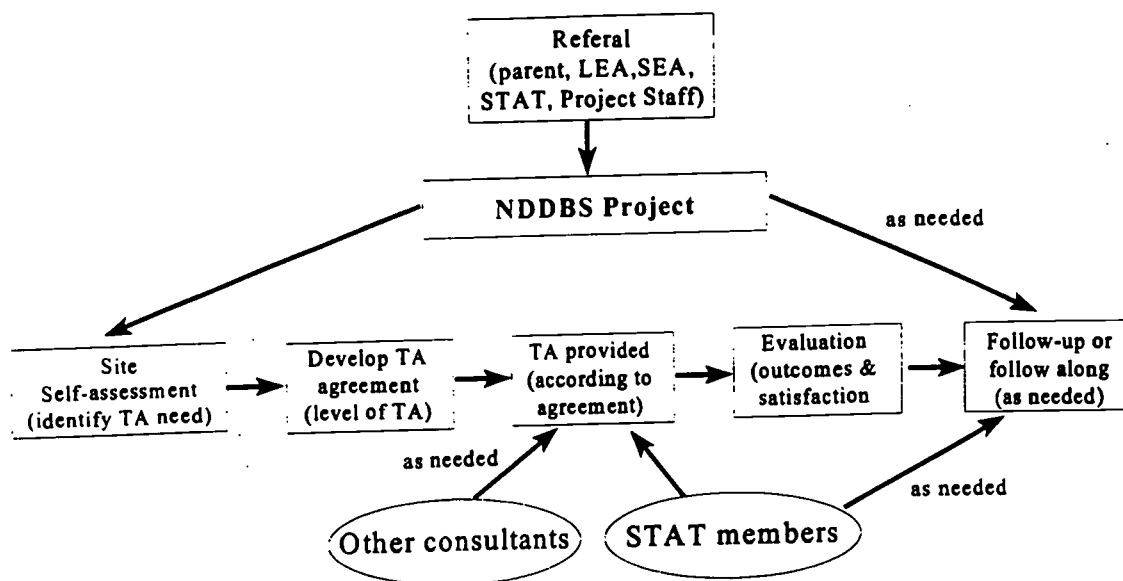 Referal
(parent, LEA,SEA,
STAT, Project Staff)
NDDBS Project
as needed
Site
Self-assessment
(identify TA need)
Develop TA
agreement
(level of TA)
TA provided
(according to
agreement)
Evaluation
(outcomes &
satisfaction
Follow-up or
follow along
(as needed)
as needed
as needed
Other consultants
STAT members